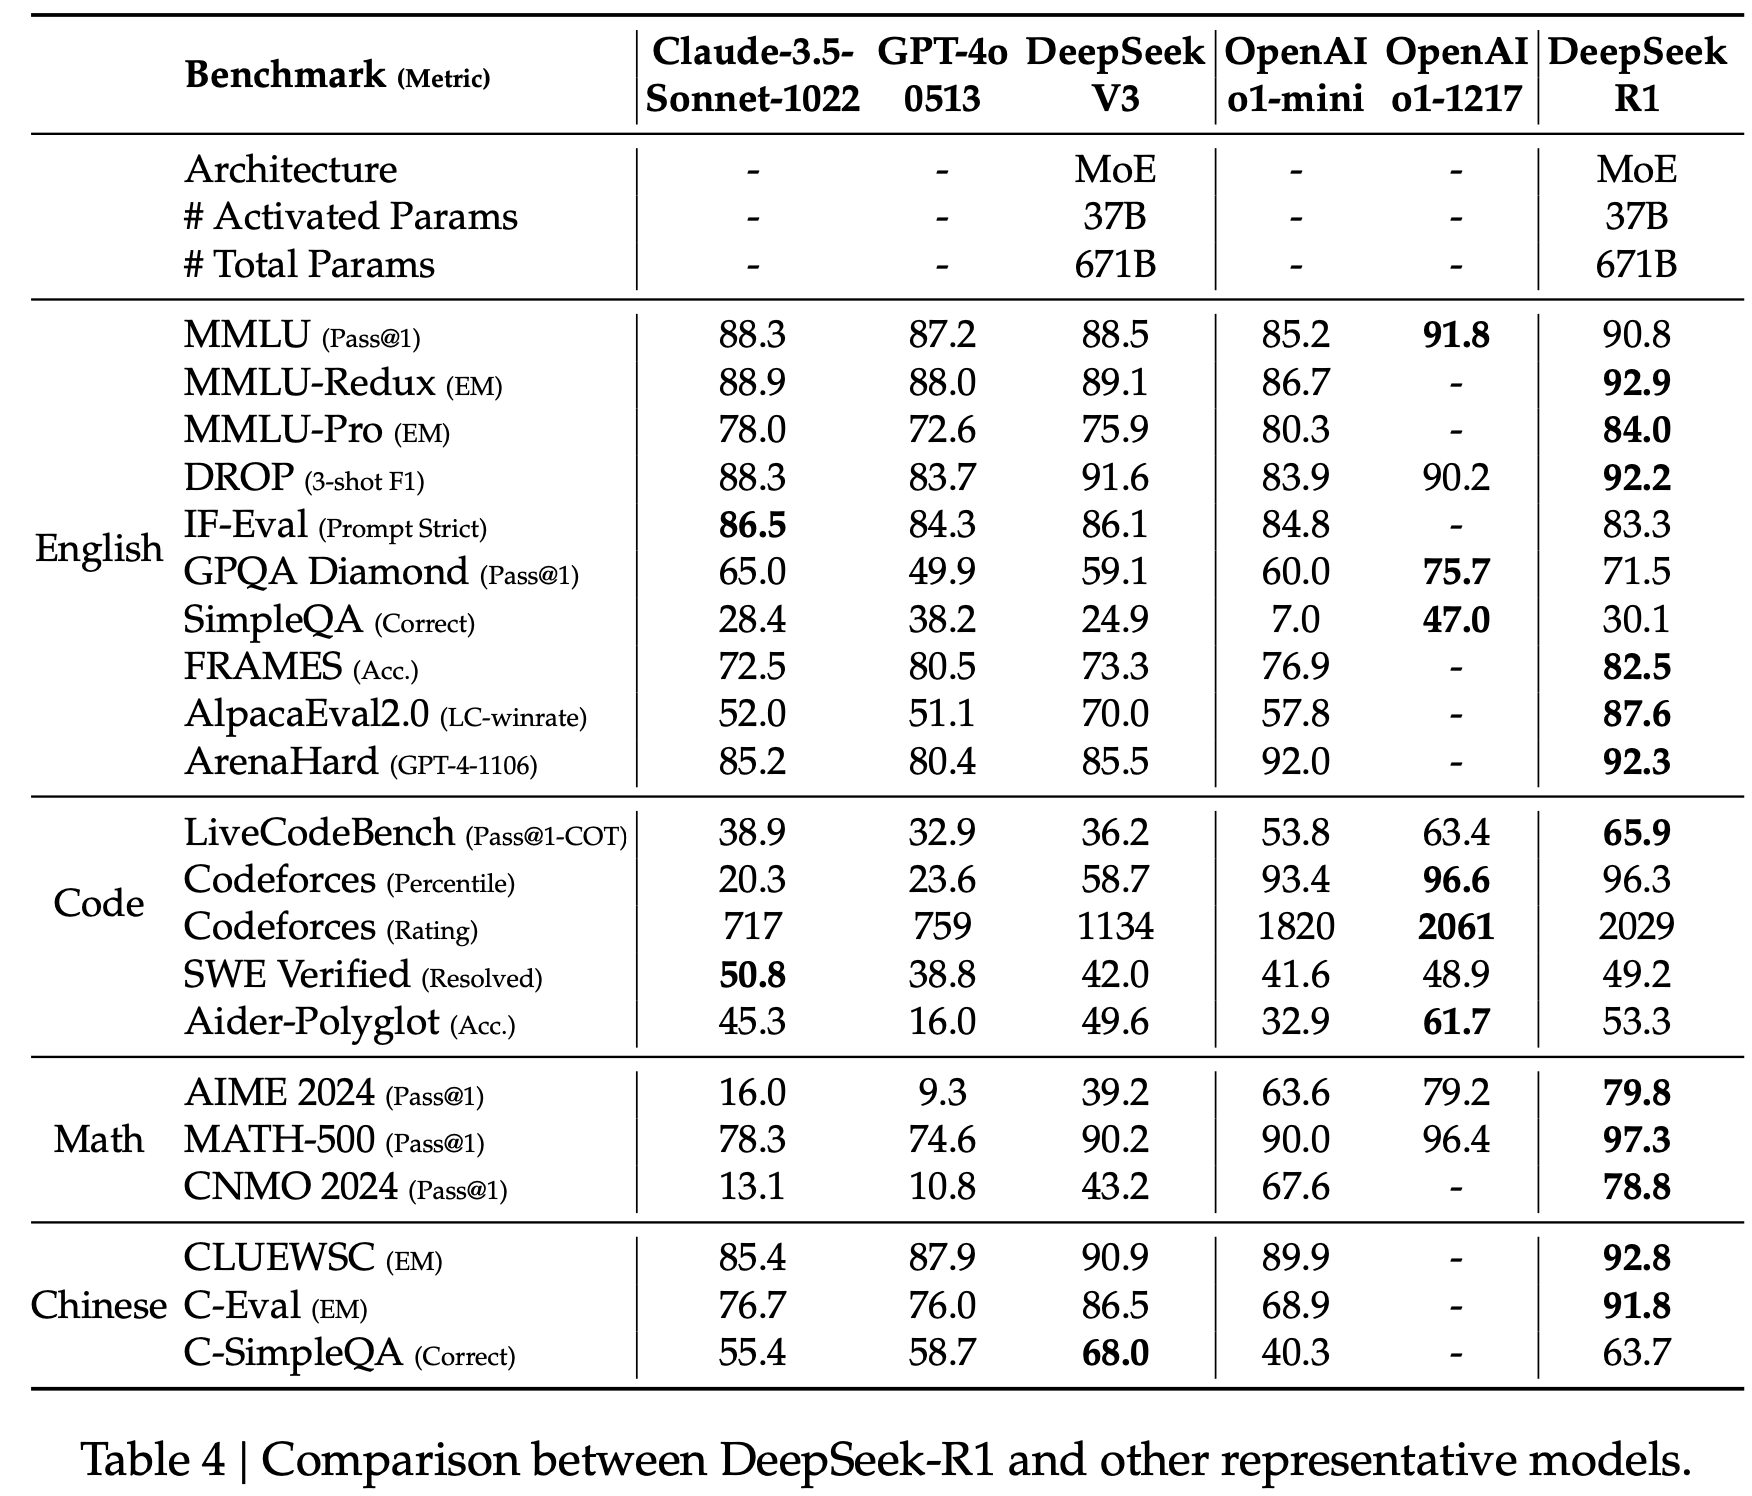 Benchmark (Metric) Claude-3.5-Sonnet-1022 GPT-4o 0513 DeepSeek V3 OpenAI o1-mini OpenAI o1-1217 DeepSeek R1
Architecture - - MoE - - MoE
# Activated Params - - 37B - - 37B
# Total Params - - 671B - - 671B
English
MMLU (Pass@1) 88.3 87.2 88.5 85.2 91.8 90.8
MMLU-Redux (EM) 88.9 88.0 89.1 86.7 - 92.9
MMLU-Pro (EM) 78.0 72.6 75.9 80.3 - 84.0
DROP (3-shot F1) 88.3 83.7 91.6 83.9 90.2 92.2
IF-Eval (Prompt Strict) 86.5 84.3 86.1 84.8 - 83.3
GPQA Diamond (Pass@1) 65.0 49.9 59.1 60.0 75.7 71.5
SimpleQA (Correct) 28.4 38.2 24.9 7.0 47.0 30.1
FRAMES (Acc.) 72.5 80.5 73.3 76.9 - 82.5
AlpacaEval2.0 (LC-winrate) 52.0 51.1 70.0 57.8 - 87.6
ArenaHard (GPT-4-1106) 85.2 80.4 85.5 92.0 - 92.3
Code
LiveCodeBench (Pass@1-COT) 38.9 32.9 36.2 53.8 63.4 65.9
Codeforces (Percentile) 20.3 23.6 58.7 93.4 96.6 96.3
Codeforces (Rating) 717 759 1134 1820 2061 2029
SWE Verified (Resolved) 50.8 38.8 42.0 41.6 48.9 49.2
Aider-Polyglot (Acc.) 45.3 16.0 49.6 32.9 61.7 53.3
Math
AIME 2024 (Pass@1) 16.0 9.3 39.2 63.6 79.2 79.8
MATH-500 (Pass@1) 78.3 74.6 90.2 90.0 96.4 97.3
CNMO 2024 (Pass@1) 13.1 10.8 43.2 67.6 - 78.8
Chinese
CLUEWSC (EM) 85.4 87.9 90.9 89.9 - 92.8
C-Eval (EM) 76.7 76.0 86.5 68.9 - 91.8
C-SimpleQA (Correct) 55.4 58.7 68.0 40.3 - 63.7
Table 4 | Comparison between DeepSeek-R1 and other representative models.